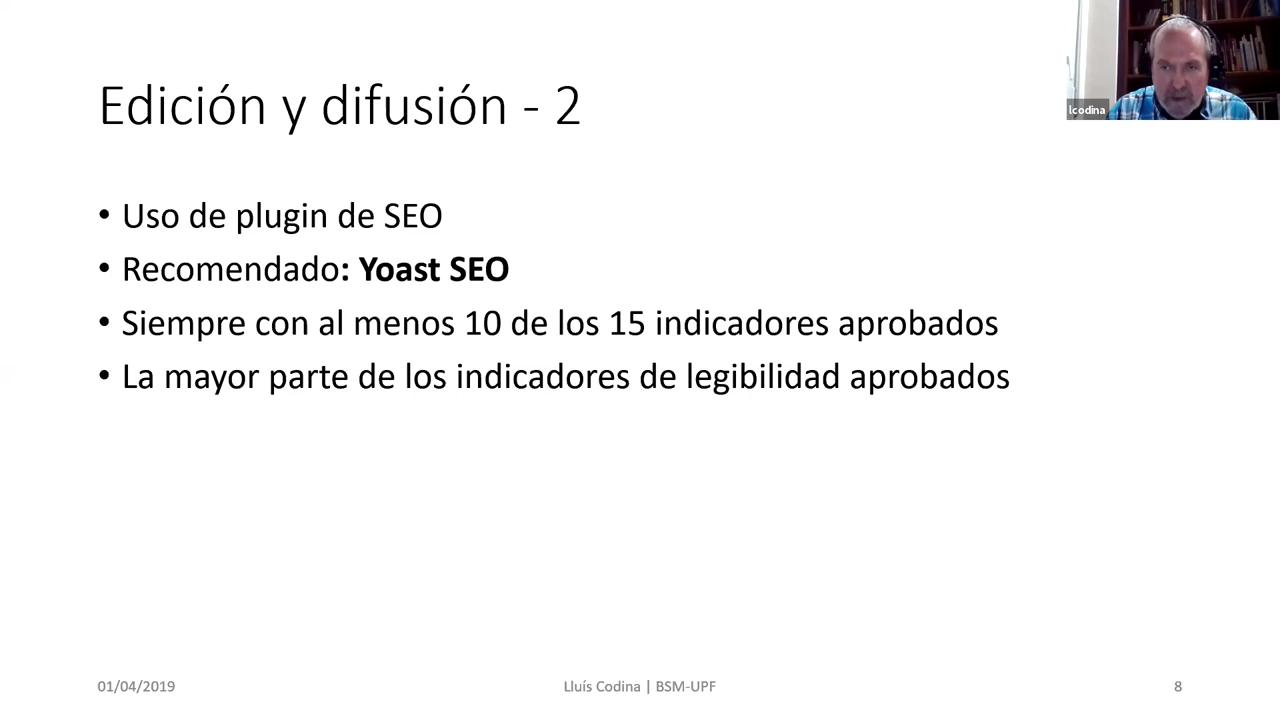 Edición y difusión - 2
lcodina
• Uso de plugin de SEO
• Recomendado: Yoast SEO
• Siempre con al menos 10 de los 15 indicadores aprobados
• La mayor parte de los indicadores de legibilidad aprobados
01/04/2019
Lluís Codina | BSM-UPF
8